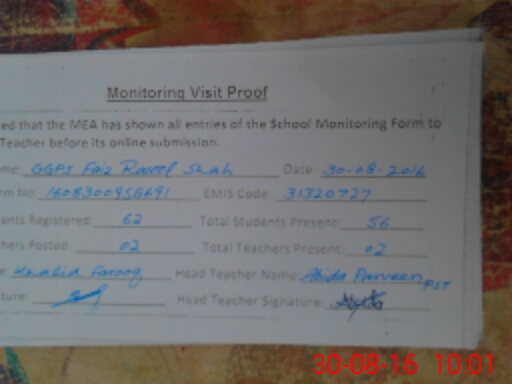 Monitoring Visit Proof
ed that the MEA has shown all entries of the School Monitoring Form to
Teacher before its online submission.
me: GGPS Faiz Rasool Shah Date: 30-08-2016
rm No: 1608300956691 EMIS Code: 31320727
ents Registered: 62 Total Students Present: 56
hers Posted 02 Total Teachers Present: 02
e: Khalid Farooq Head Teacher Name: Abida Parveen PST
ture: Head Teacher Signature:
30-08-16 10:01